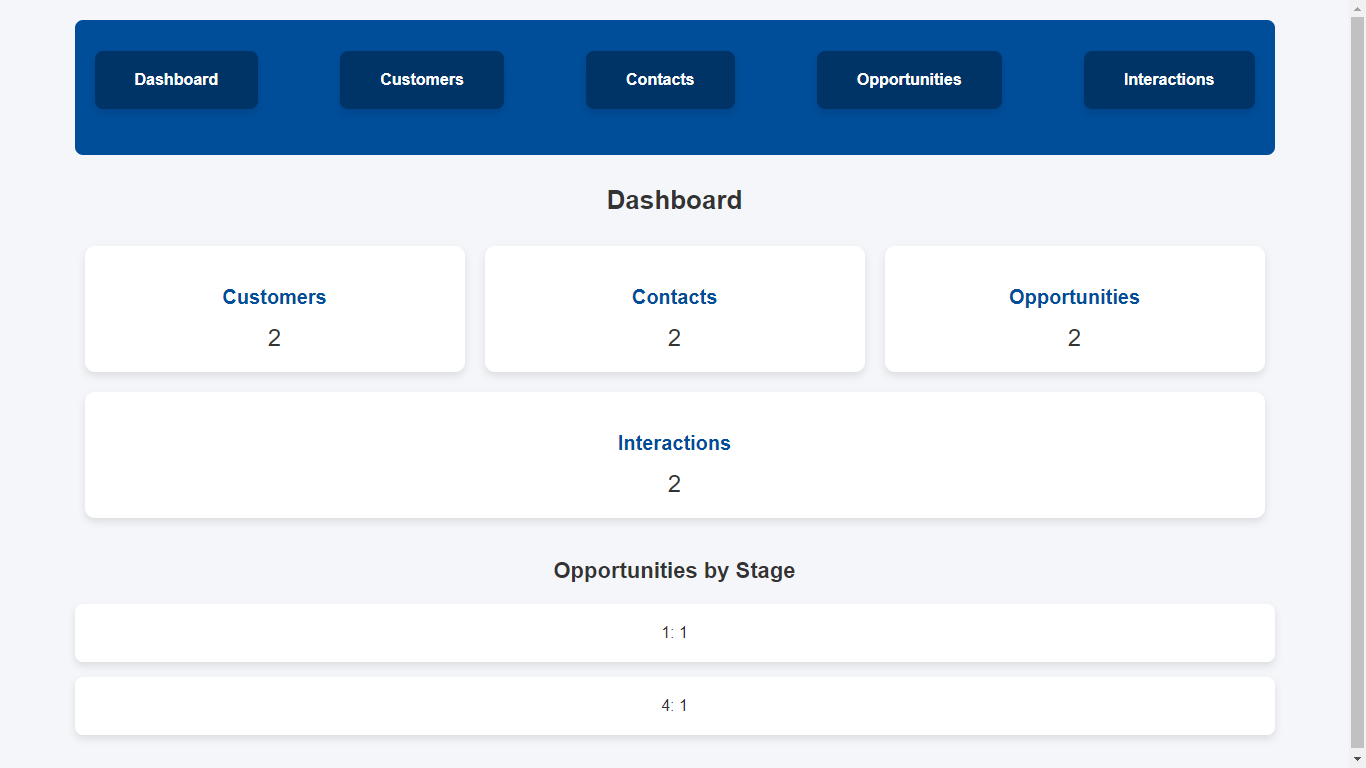 Dashboard
Customers
Contacts
Opportunities
Interactions
Dashboard
Customers
2
Contacts
2
Opportunities
2
Interactions
2
Opportunities by Stage
1: 1
4: 1